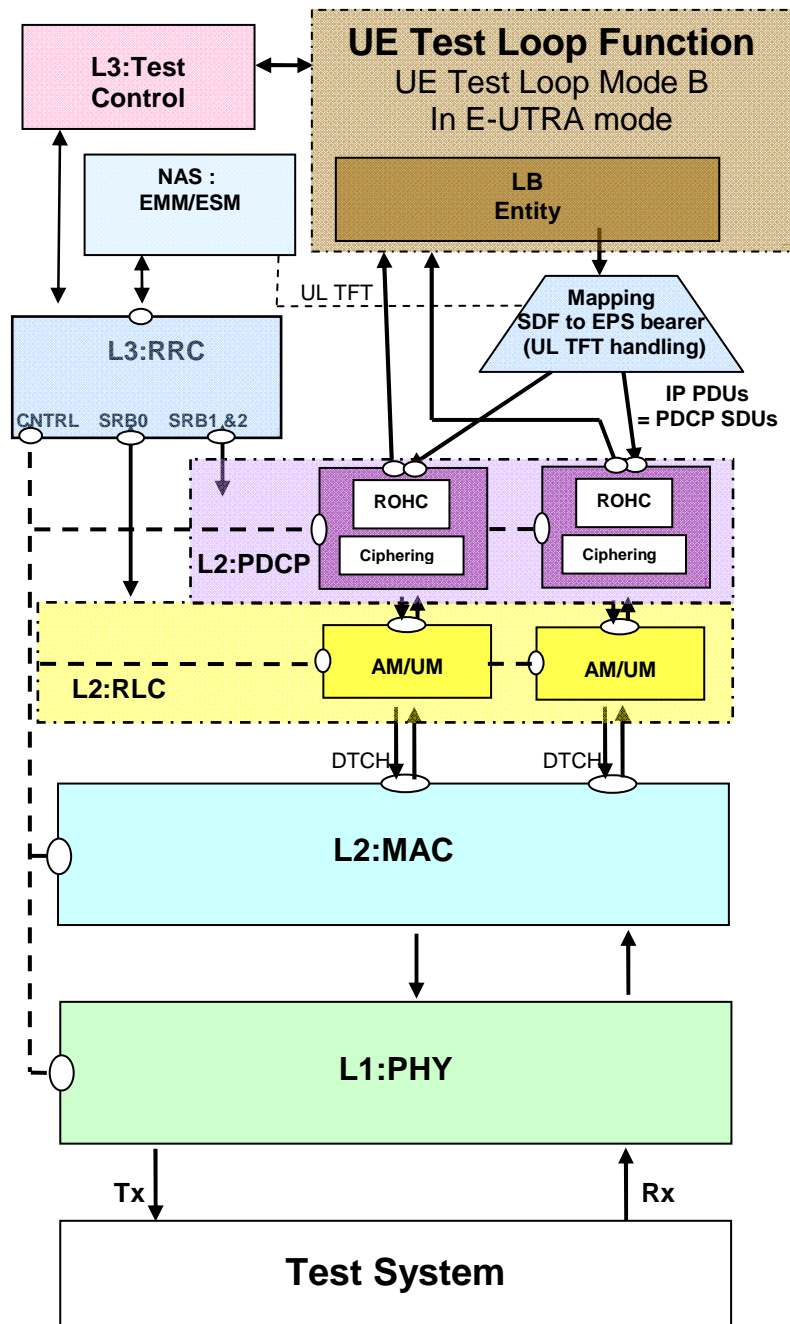 L3:Test
Control
UE Test Loop Function
UE Test Loop Mode B
In E-UTRA mode
NAS :
EMM/ESM
LB
Entity
UL TFT
Mapping
SDF to EPS bearer
(UL TFT handling)
L3:RRC
CNTRL SRB0 SRB1 &2
IP PDUs
= PDCP SDUs
ROHC
Ciphering
ROHC
Ciphering
L2:PDCP
AM/UM
AM/UM
L2:RLC
DTCH
DTCH
L2:MAC
L1:PHY
Tx
Rx
Test System